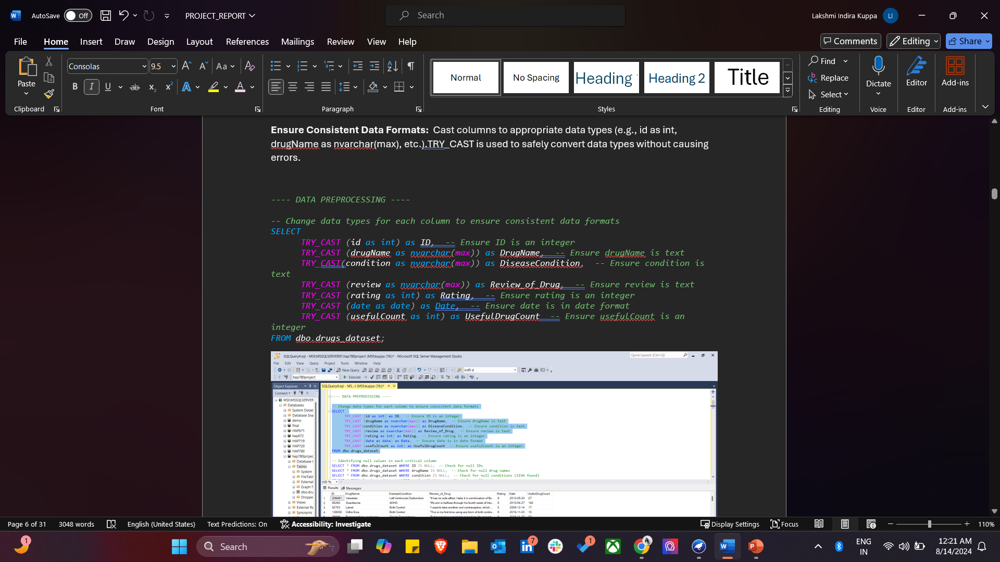 AutoSave Off PROJECT_REPORT Search Lakshmi Indira Kuppa LI
File Home Insert Draw Design Layout References Mailings Review View Help Comments Editing Share
Paste Consolas 9.5 Normal No Spacing Heading Heading 2 Title Find Replace Select Dictate Editor Add-ins
Clipboard Font Paragraph Styles Editing Voice Editor Add-ins
Ensure Consistent Data Formats: Cast columns to appropriate data types (e.g., id as int,
drugName as nvarchar(max), etc.).TRY_CAST is used to safely convert data types without causing
errors.
---- DATA PREPROCESSING ----
-- Change data types for each column to ensure consistent data formats
SELECT
TRY_CAST (id as int) as ID, -- Ensure ID is an integer
TRY_CAST (drugName as nvarchar(max)) as DrugName, -- Ensure drugName is text
TRY_CAST(condition as nvarchar(max)) as DiseaseCondition, -- Ensure condition is
text
TRY_CAST (review as nvarchar(max)) as Review_of_Drug, -- Ensure review is text
TRY_CAST (rating as int) as Rating, -- Ensure rating is an integer
TRY_CAST (date as date) as Date, -- Ensure date is in date format
TRY_CAST (usefulCount as int) as UsefulDrugCount -- Ensure usefulCount is an
integer
FROM dbo.drugs_dataset;
SQLQuery4.sql - MSI\MSSQLSERVER01.hap780project (MSI\kuppa (76))* - Microsoft SQL Server Management Studio Quick Launch (Ctrl+Q)
File Edit View Query Project Tools Window Help
New Query icd9 d
hap780project Execute
Object Explorer SQLQuery4.sql - MS...t (MSI\kuppa (76))*
Connect
MSI\MSSQLSERVER
Databases
System Datab
Database Sna
demo
final
HAP671
hap672
HAP719
HAP720
HAP780
hap780projec
Database D
Tables
System
FileTabl
External
Graph T
dbo.dru
Droppe
Views
External Re
Synonyms
---- DATA PREPROCESSING ----
-- Change data types for each column to ensure consistent data formats
SELECT
TRY_CAST (id as int) as ID, -- Ensure ID is an integer
TRY_CAST (drugName as nvarchar(max)) as DrugName, -- Ensure drugName is text
TRY_CAST(condition as nvarchar(max)) as DiseaseCondition, -- Ensure condition is text
TRY_CAST (review as nvarchar(max)) as Review_of_Drug, -- Ensure review is text
TRY_CAST (rating as int) as Rating, -- Ensure rating is an integer
TRY_CAST (date as date) as Date, -- Ensure date is in date format
TRY_CAST (usefulCount as int) as UsefulDrugCount -- Ensure usefulCount is an integer
FROM dbo.drugs_dataset;
-- Identifying null values in each critical column
SELECT * FROM dbo.drugs_dataset WHERE ID IS NULL; -- Check for null IDs
SELECT * FROM dbo.drugs_dataset WHERE drugName IS NULL; -- Check for null drug names
SELECT * FROM dbo.drugs_dataset WHERE condition IS NULL; -- Check for null conditions (1194 found)
100 %
Results Messages
ID DrugName DiseaseCondition Review_of_Drug Rating Date UsefulDrugCount
1 206461 Valsartan Left Ventricular Dysfunction "It has no side effect, I take it in combination of By... 9 2012-05-20 27
2 95260 Guanfacine ADHD "My son is halfway through his fourth week of Intu... 8 2010-04-27 192
3 92703 Lybrel Birth Control "I used to take another oral contraceptive, which ... 5 2009-12-14 17
4 138000 Ortho Evra Birth Control "This is my first time using any form of birth contro... 8 2015-11-03 10
Page 6 of 31 3048 words English (United States) Text Predictions: On Accessibility: Investigate Display Settings Focus 110%
1 Search 7 1 ENG IN 12:21 AM 8/14/2024